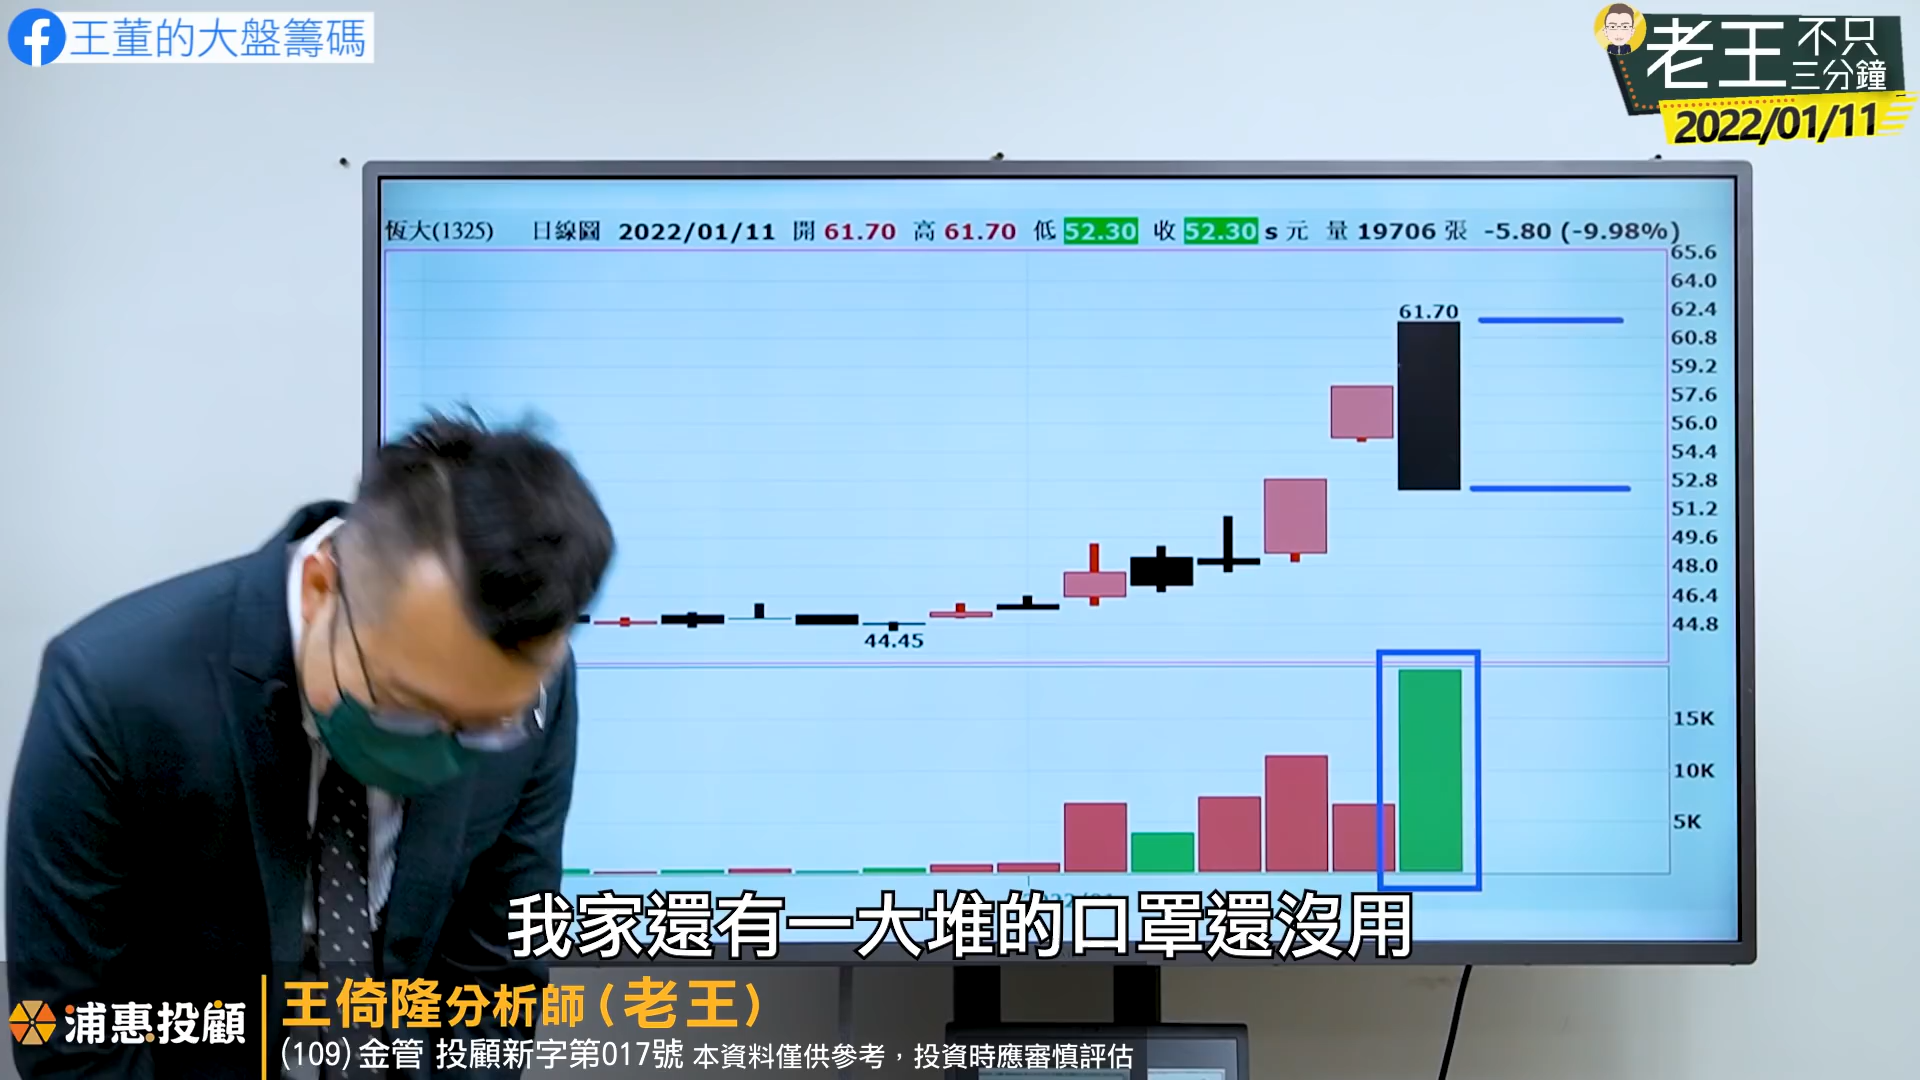 王董的大盤籌碼
老王不只三分鐘
2022/01/11
恆大(1325) 日線圖 2022/01/11 開 61.70 高 61.70 低 52.30 收 52.30 s 元 量 19706 張 -5.80 (-9.98%)
65.6
64.0
62.4
60.8
59.2
57.6
56.0
54.4
52.8
51.2
49.6
48.0
46.4
44.8
61.70
44.45
15K
10K
5K
我家還有一大堆的口罩還沒用
浦惠投顧
王倚隆分析師(老王)
(109)金管 投顧新字第017號 本資料僅供參考，投資時應審慎評估